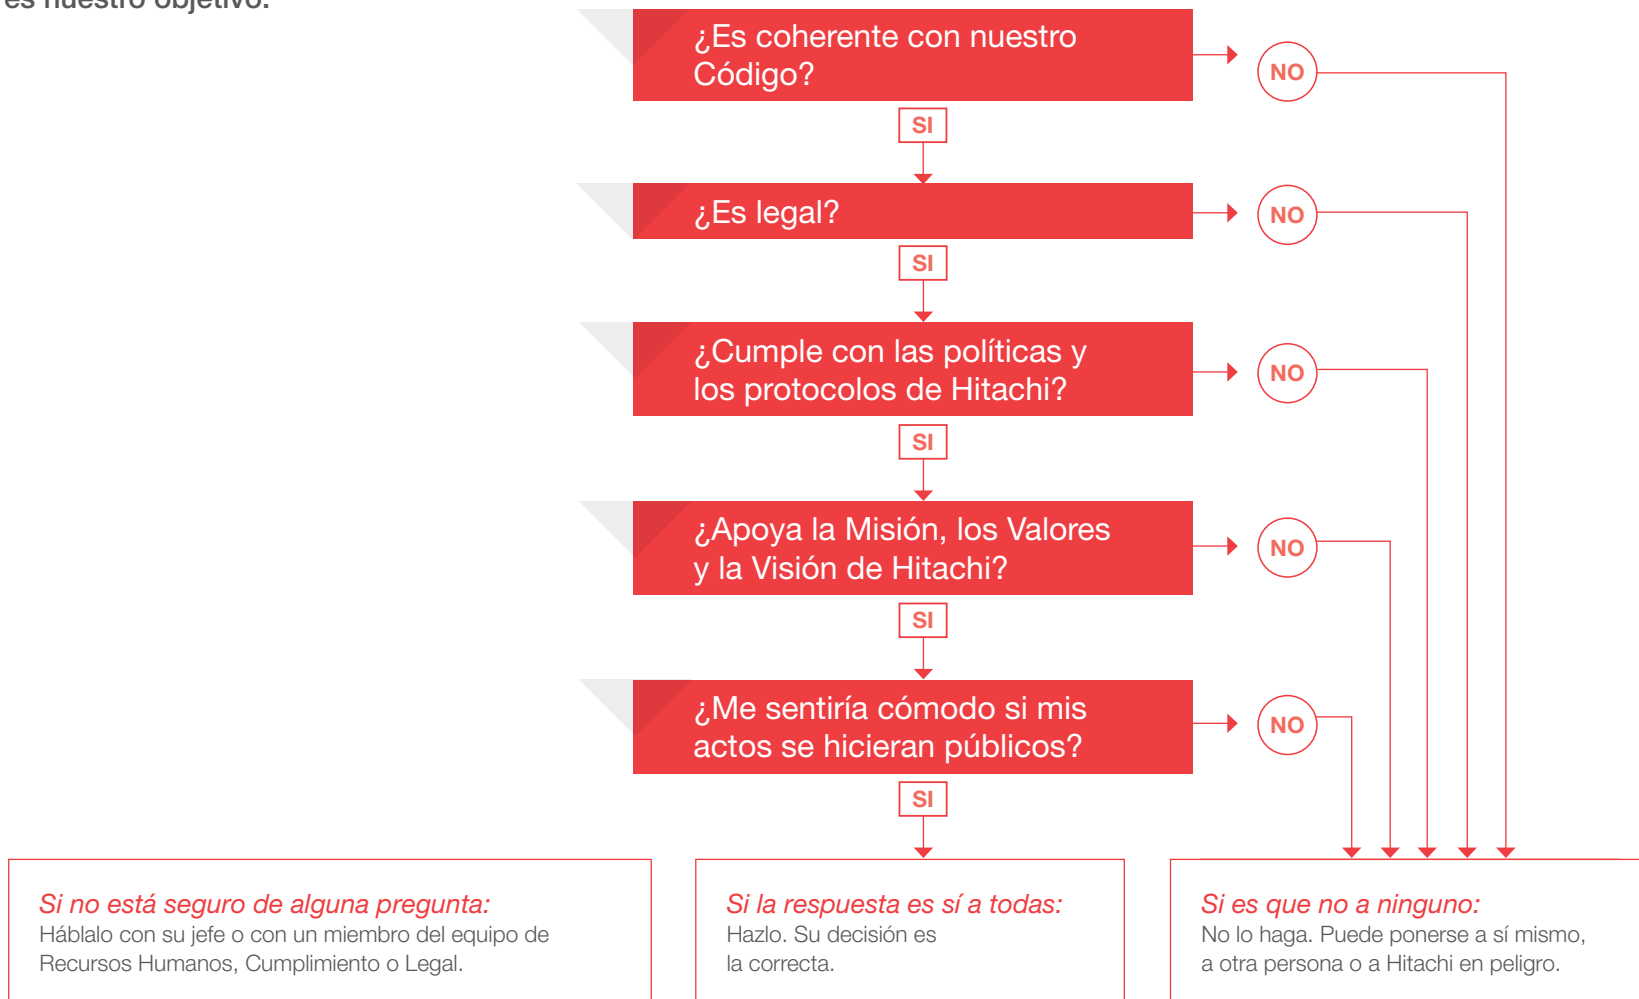 es nuestro objetivo.
¿Es coherente con nuestro
Código?
NO
SI
¿Es legal?
NO
SI
¿Cumple con las políticas y
los protocolos de Hitachi?
NO
SI
¿Apoya la Misión, los Valores
y la Visión de Hitachi?
NO
SI
¿Me sentiría cómodo si mis
actos se hicieran públicos?
NO
SI
Si no está seguro de alguna pregunta:
Háblalo con su jefe o con un miembro del equipo de
Recursos Humanos, Cumplimiento o Legal.
Si la respuesta es sí a todas:
Hazlo. Su decisión es
la correcta.
Si es que no a ninguno:
No lo haga. Puede ponerse a sí mismo,
a otra persona o a Hitachi en peligro.